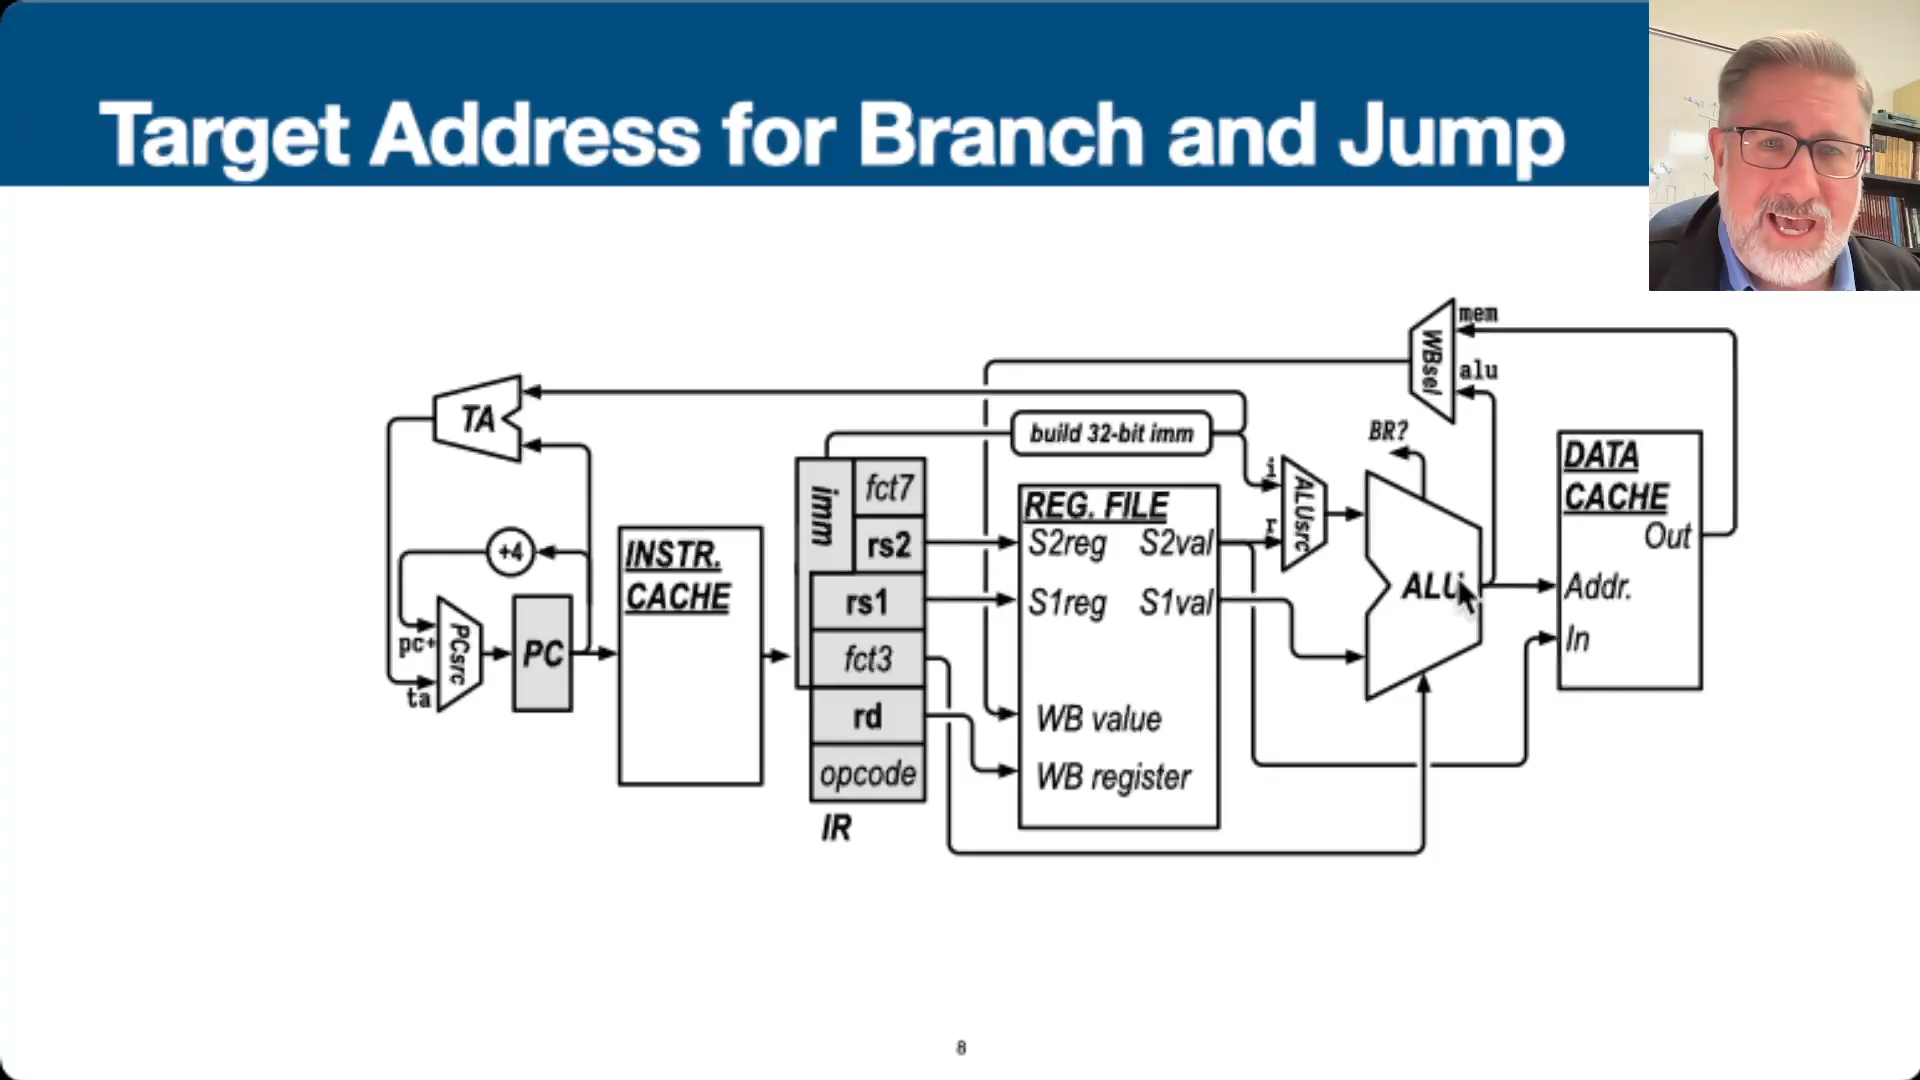 Target Address for Branch and Jump
mem
WBsel
alu
TA
build 32-bit imm
BR?
DATA
CACHE
Out
Addr.
In
imm
fct7
rs2
rs1
fct3
rd
opcode
IR
REG. FILE
S2reg S2val
S1reg S1val
WB value
WB register
i
r
ALUsrc
ALU
+4
INSTR.
CACHE
pc+
ta
PCsrc
PC
8